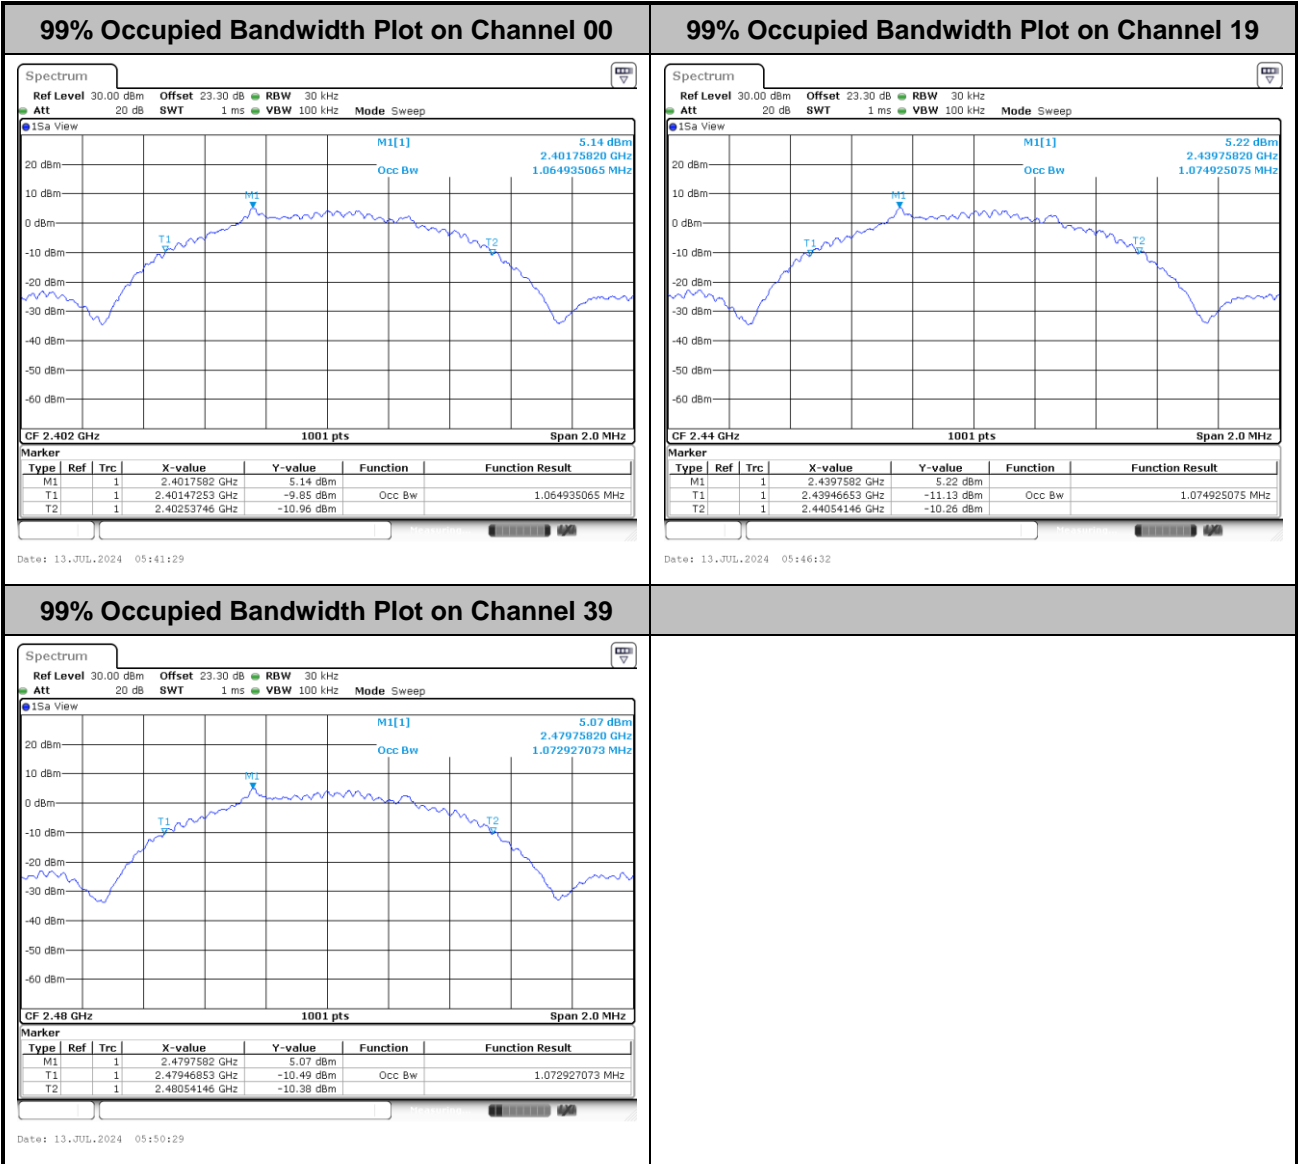 99% Occupied Bandwidth Plot on Channel 00
Spectrum
Ref Level 30.00 dBm Offset 23.30 dB RBW 30 kHz
Att 20 dB SWT 1 ms VBW 100 kHz Mode Sweep
1Sa View
M1[1] 5.14 dBm
2.40175820 GHz
Occ Bw 1.064935065 MHz
20 dBm
10 dBm
M1
0 dBm
T1
T2
-10 dBm
-20 dBm
-30 dBm
-40 dBm
-50 dBm
-60 dBm
CF 2.402 GHz 1001 pts Span 2.0 MHz
Marker
Type Ref Trc X-value Y-value Function Function Result
M1 1 2.4017582 GHz 5.14 dBm
T1 1 2.40147253 GHz -9.85 dBm Occ Bw 1.064935065 MHz
T2 1 2.40253746 GHz -10.96 dBm
Date: 13.JUL.2024 05:41:29
99% Occupied Bandwidth Plot on Channel 19
Spectrum
Ref Level 30.00 dBm Offset 23.30 dB RBW 30 kHz
Att 20 dB SWT 1 ms VBW 100 kHz Mode Sweep
1Sa View
M1[1] 5.22 dBm
2.43975820 GHz
Occ Bw 1.074925075 MHz
20 dBm
10 dBm
M1
0 dBm
T1
T2
-10 dBm
-20 dBm
-30 dBm
-40 dBm
-50 dBm
-60 dBm
CF 2.44 GHz 1001 pts Span 2.0 MHz
Marker
Type Ref Trc X-value Y-value Function Function Result
M1 1 2.4397582 GHz 5.22 dBm
T1 1 2.43946653 GHz -11.13 dBm Occ Bw 1.074925075 MHz
T2 1 2.44054146 GHz -10.26 dBm
Date: 13.JUL.2024 05:46:32
99% Occupied Bandwidth Plot on Channel 39
Spectrum
Ref Level 30.00 dBm Offset 23.30 dB RBW 30 kHz
Att 20 dB SWT 1 ms VBW 100 kHz Mode Sweep
1Sa View
M1[1] 5.07 dBm
2.47975820 GHz
Occ Bw 1.072927073 MHz
20 dBm
10 dBm
M1
0 dBm
T1
T2
-10 dBm
-20 dBm
-30 dBm
-40 dBm
-50 dBm
-60 dBm
CF 2.48 GHz 1001 pts Span 2.0 MHz
Marker
Type Ref Trc X-value Y-value Function Function Result
M1 1 2.4797582 GHz 5.07 dBm
T1 1 2.47946853 GHz -10.49 dBm Occ Bw 1.072927073 MHz
T2 1 2.48054146 GHz -10.38 dBm
Date: 13.JUL.2024 05:50:29